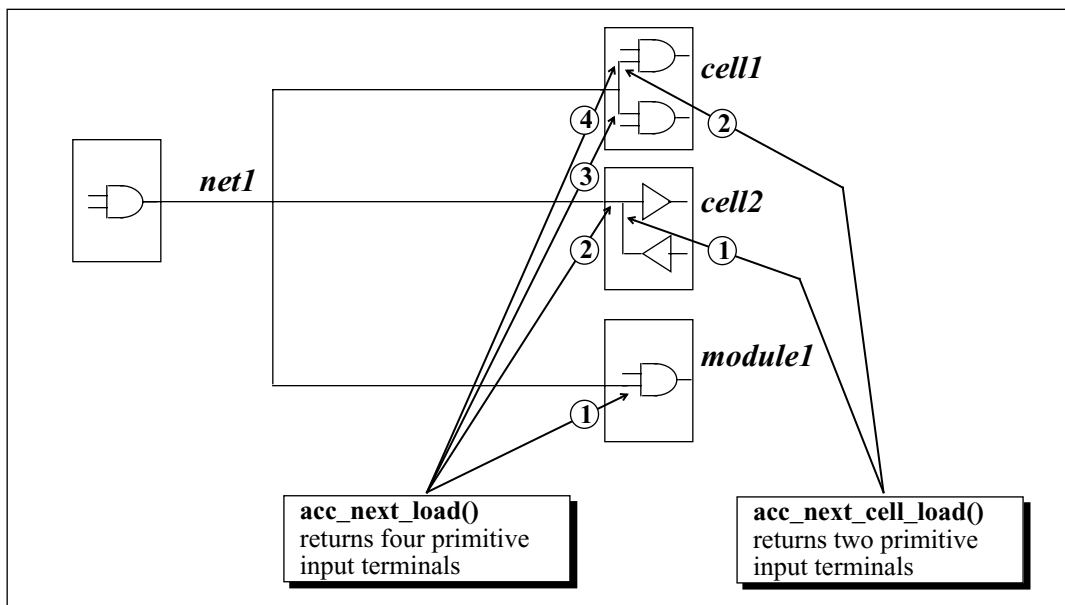 cell1
4
2
3
net1
cell2
2
1
module1
1
acc_next_load()
returns four primitive
input terminals
acc_next_cell_load()
returns two primitive
input terminals